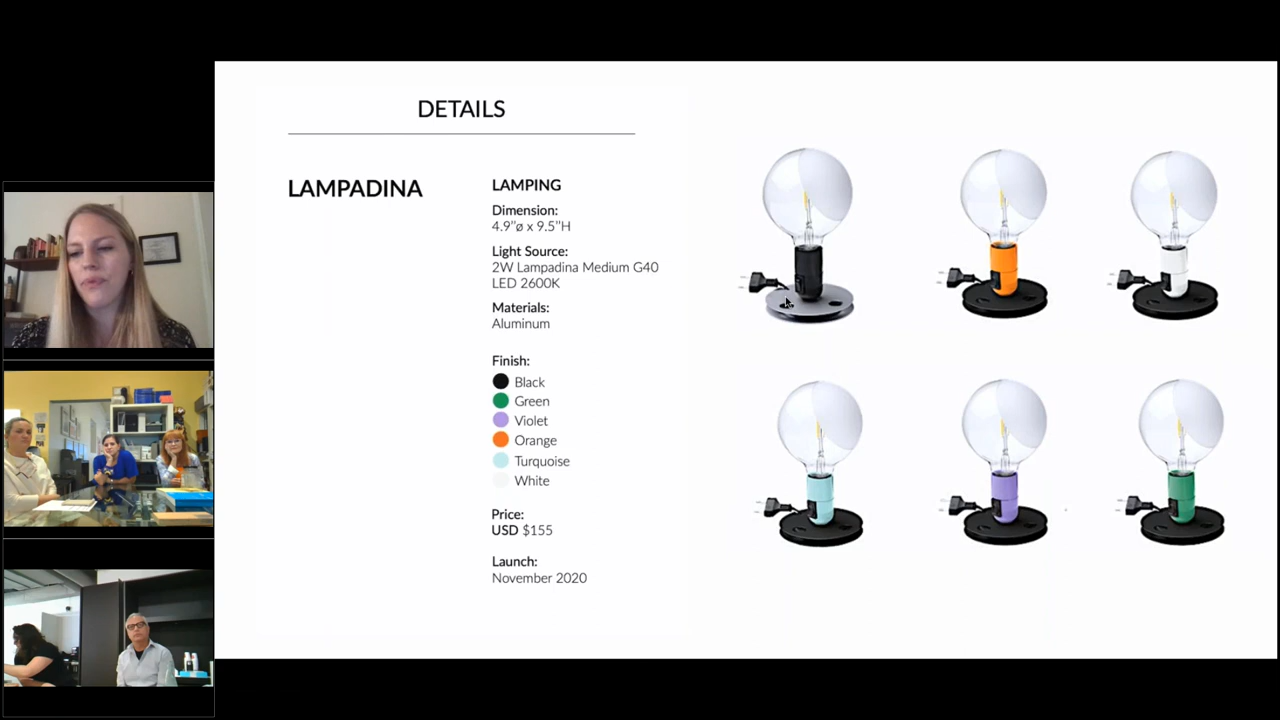 DETAILS
LAMPADINA
LAMPING
Dimension:
4.9’’ø x 9.5’’H
Light Source:
2W Lampadina Medium G40
LED 2600K
Materials:
Aluminum
Finish:
Black
Green
Violet
Orange
Turquoise
White
Price:
USD $155
Launch:
November 2020